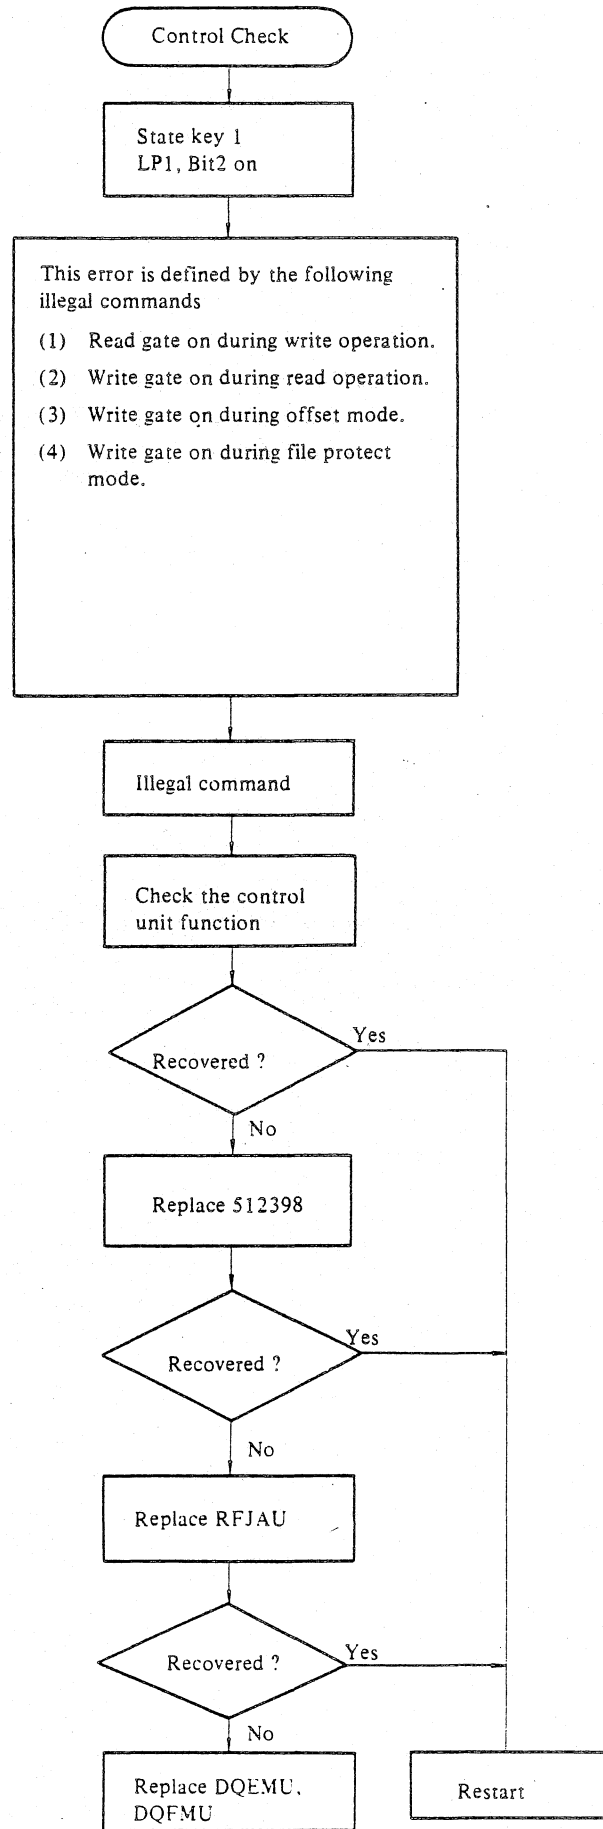 Control Check
State key 1
LP1, Bit2 on
This error is defined by the following
illegal commands
(1) Read gate on during write operation.
(2) Write gate on during read operation.
(3) Write gate on during offset mode.
(4) Write gate on during file protect
mode.
Illegal command
Check the control
unit function
Recovered ?
Yes
No
Replace 512398
Recovered ?
Yes
No
Replace RFJAU
Recovered ?
Yes
No
Replace DQEMU,
DQFMU
Restart